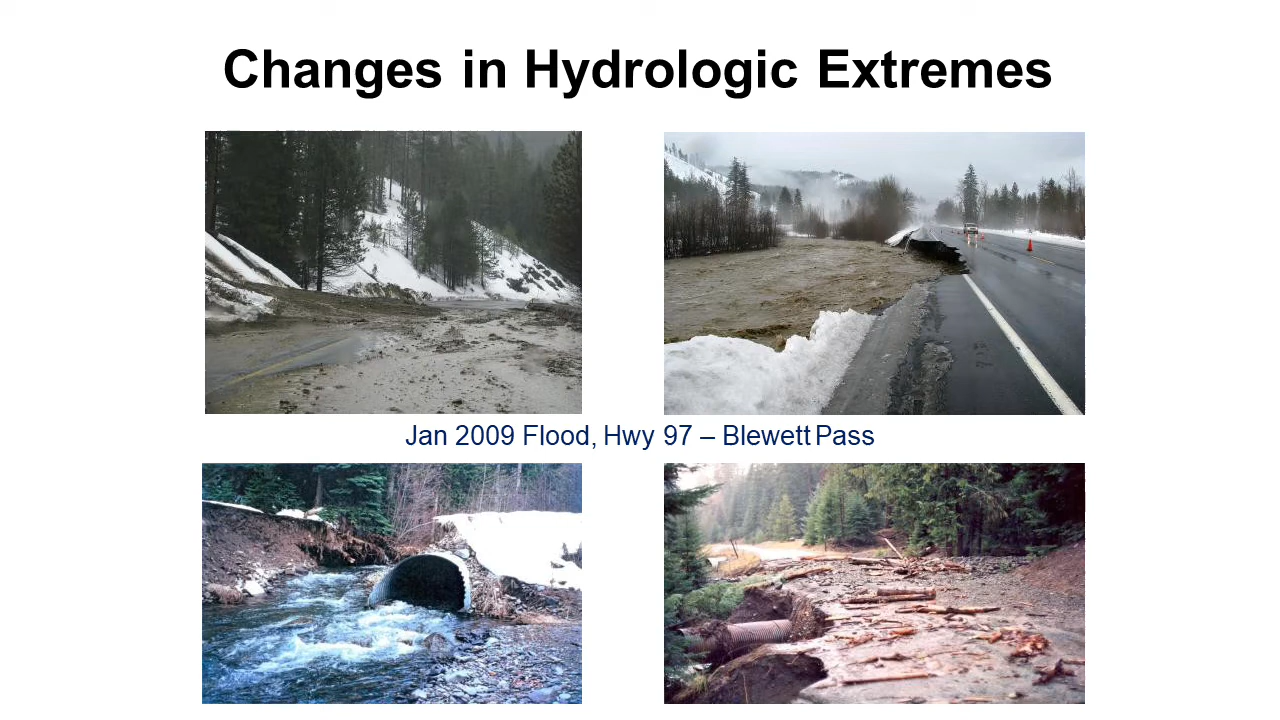 Changes in Hydrologic Extremes
Jan 2009 Flood, Hwy 97 – Blewett Pass